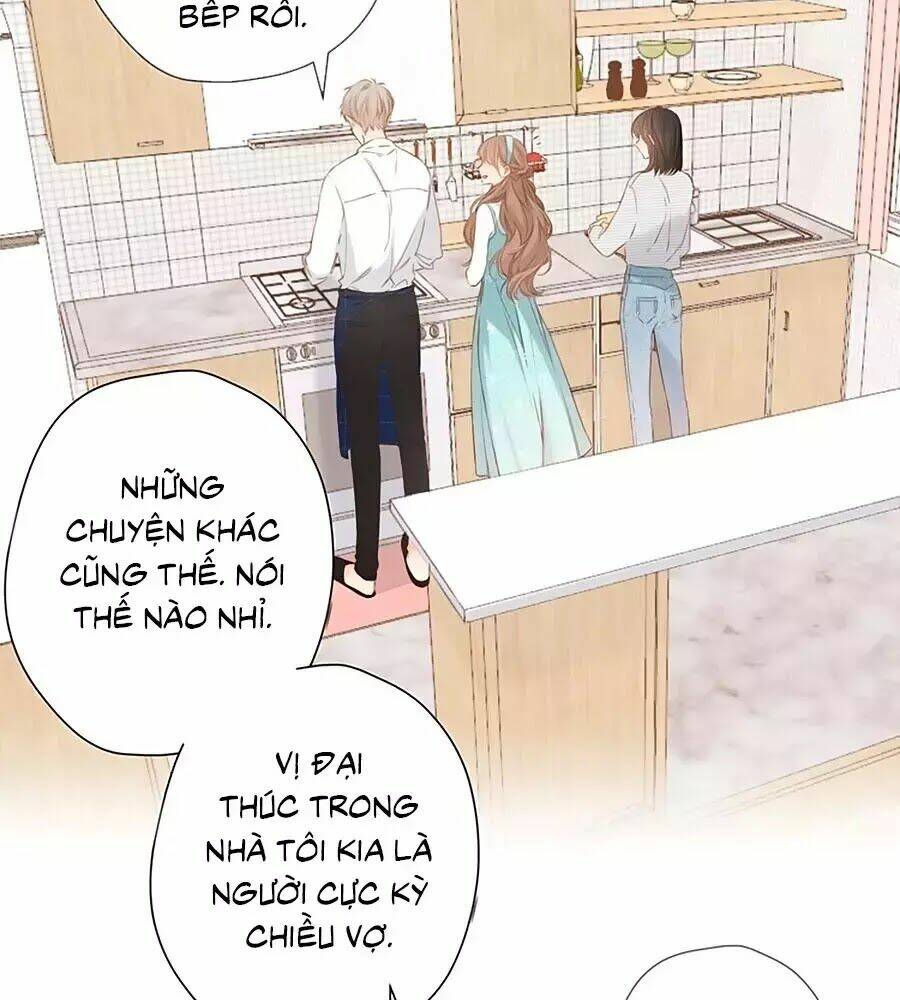 BẾP RỒI.
NHỮNG
CHUYỆN KHÁC
CŨNG THẾ. NÓI
THẾ NÀO NHỈ.
VỊ ĐẠI
THÚC TRONG
NHÀ TÔI KIA LÀ
NGƯỜI CỰC KỲ
CHIỀU VỢ.